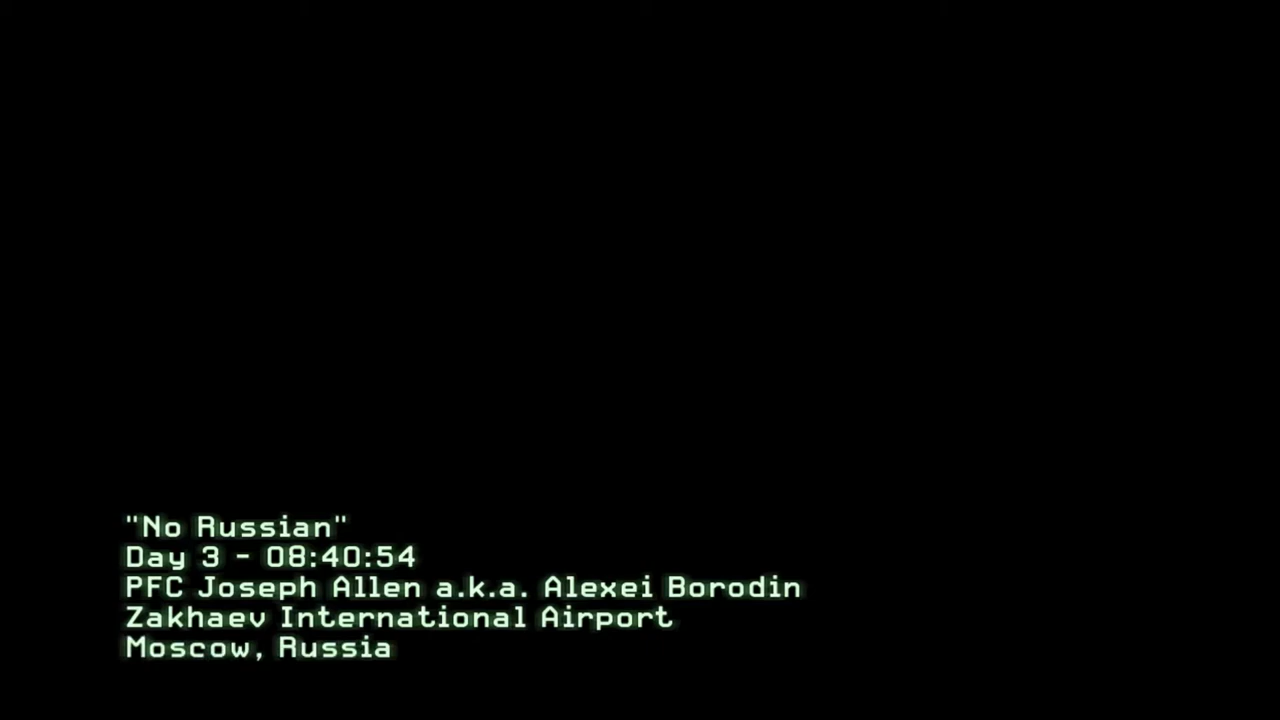 "No Russian"
Day 3 - 08:40:54
PFC Joseph Allen a.k.a. Alexei Borodin
Zakhaev International Airport
Moscow, Russia